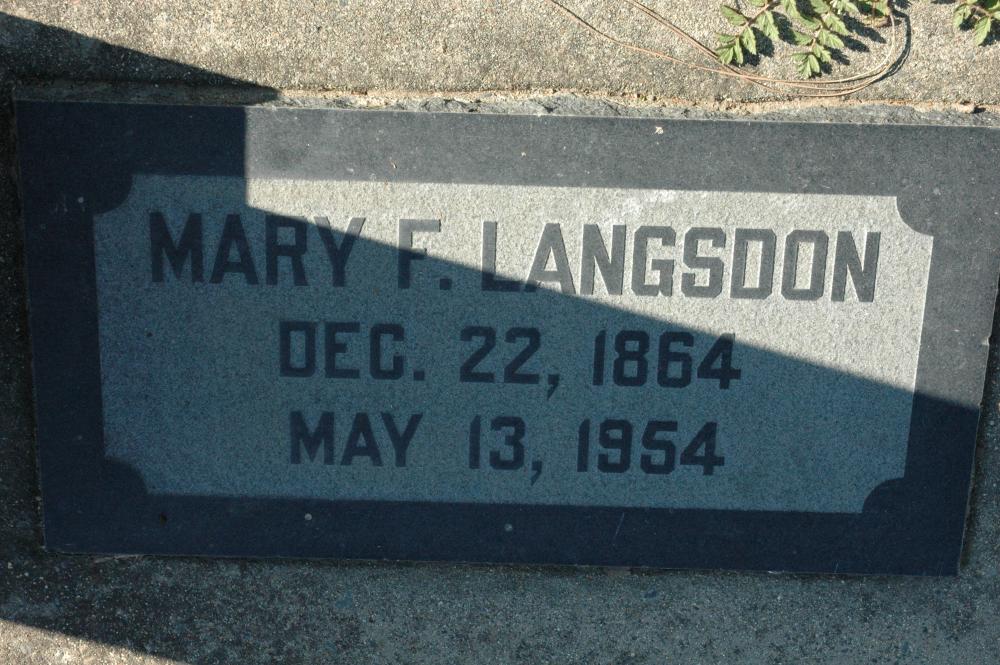 MARY F. LANGSDON
DEC. 22, 1864
MAY 13, 1954